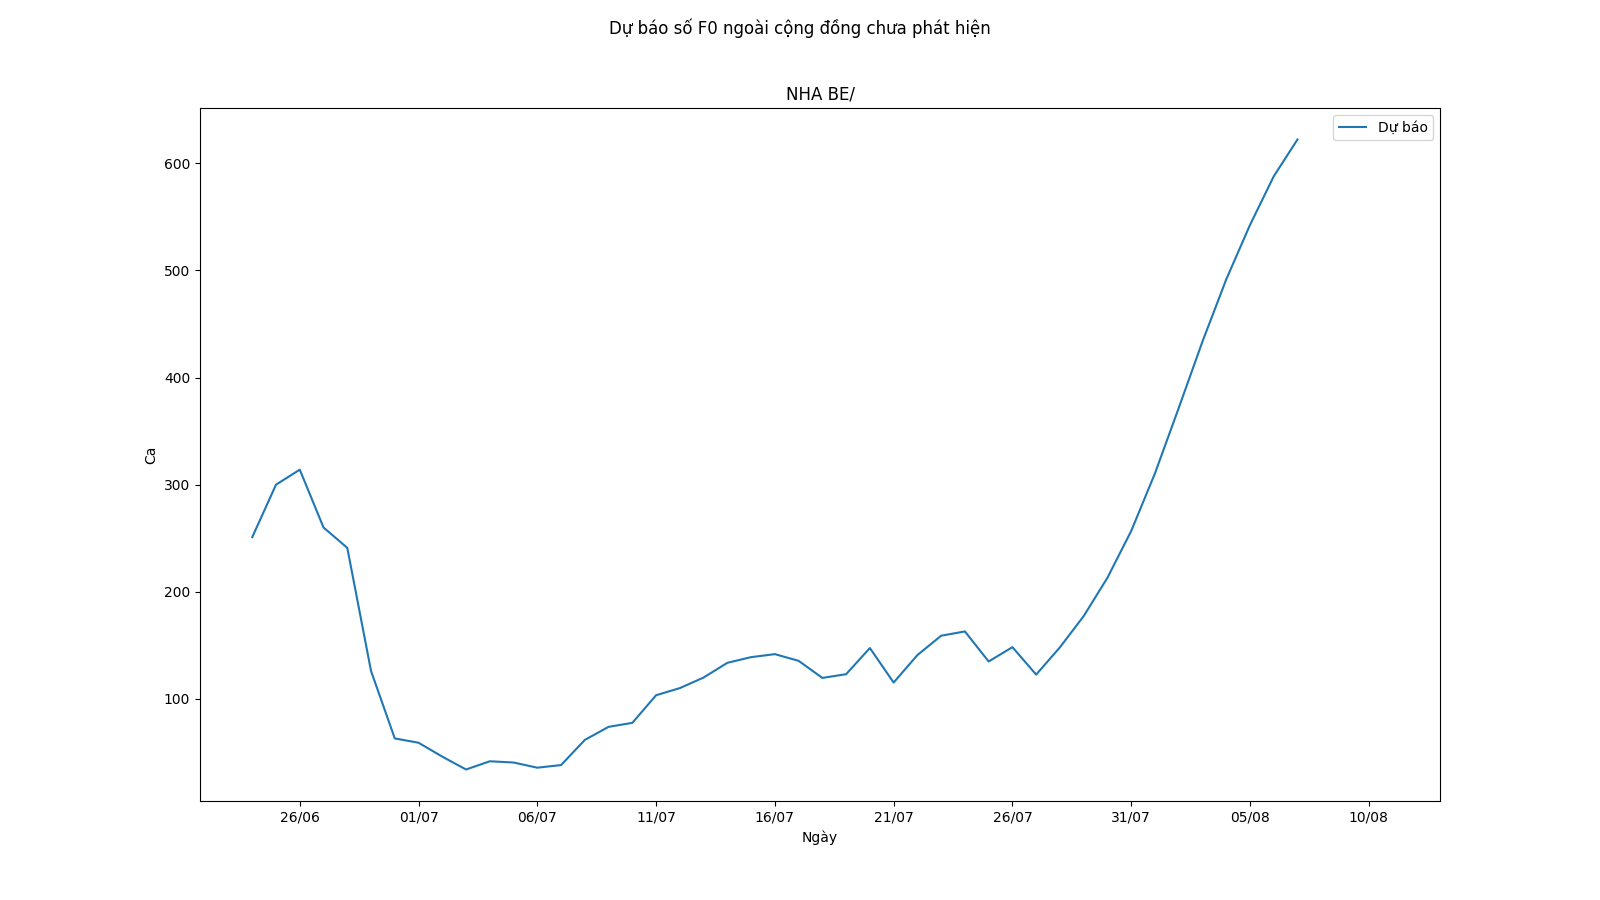 Dự báo số F0 ngoài cộng đồng chưa phát hiện
NHA BE/
Dự báo
600
500
400
300
200
100
Ca
26/06 01/07 06/07 11/07 16/07 21/07 26/07 31/07 05/08 10/08
Ngày